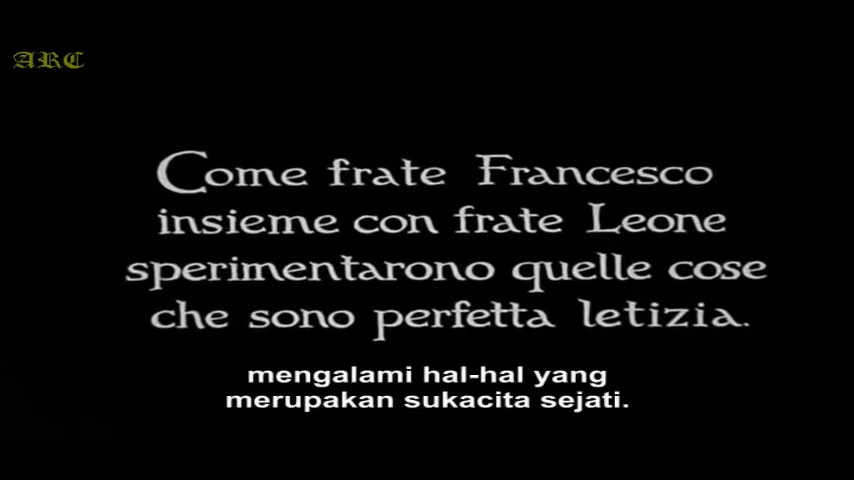 ARC
Come frate Francesco
insieme con frate Leone
sperimentarono quelle cose
che sono perfetta letizia.
mengalami hal-hal yang
merupakan sukacita sejati.